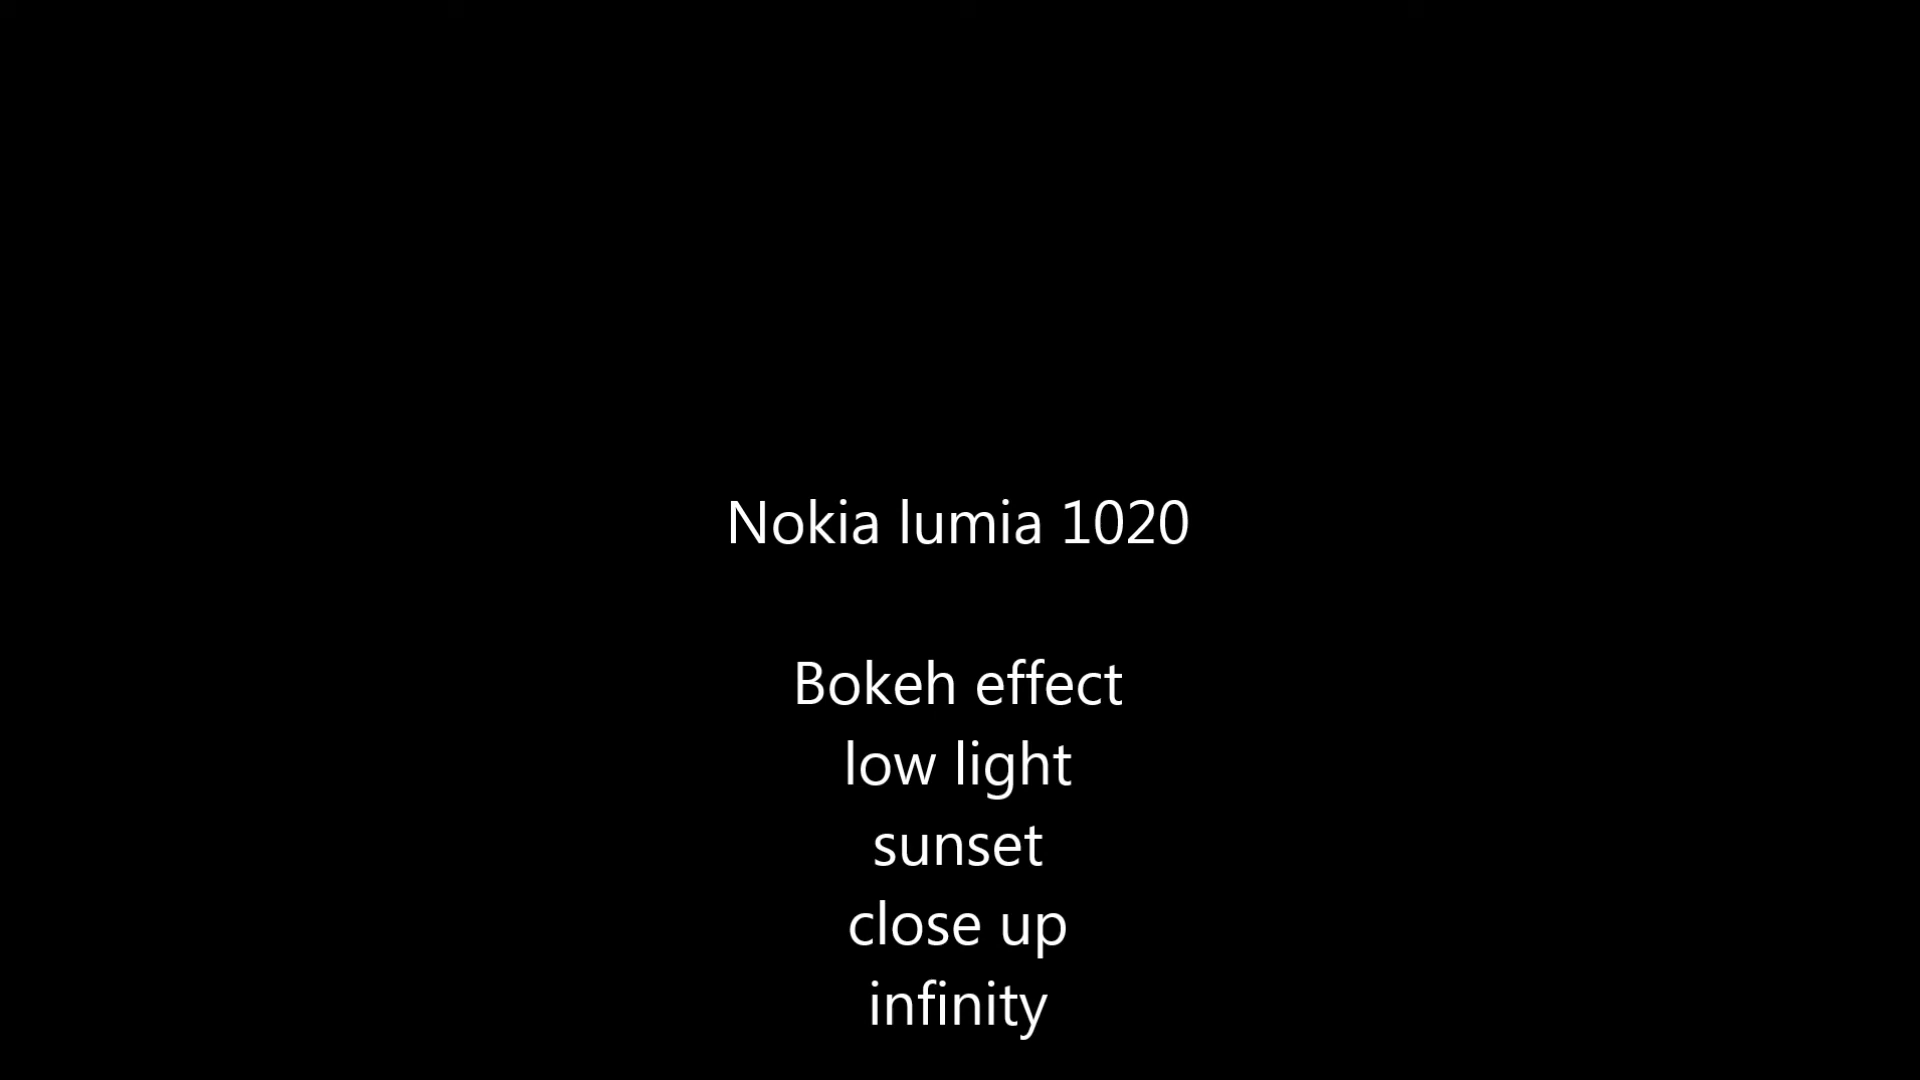 Nokia lumia 1020
Bokeh effect
low light
sunset
close up
infinity